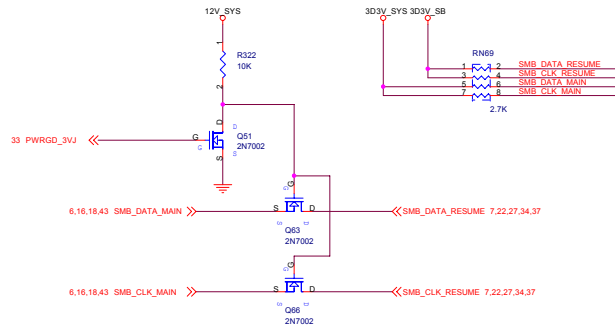 12V_SYS
3D3V_SYS 3D3V_SB
RN69
1
R322
10K
2
1 2 SMB_DATA_RESUME
3 4 SMB_CLK_RESUME
5 6 SMB_DATA_MAIN
7 8 SMB_CLK_MAIN
2.7K
D D
Q51
2N7002
33 PWRGD_3VJ G
G
S S
G
G
6,16,18,43 SMB_DATA_MAIN S D SMB_DATA_RESUME 7,22,27,34,37
S D
Q63
2N7002
G
G
6,16,18,43 SMB_CLK_MAIN S D SMB_CLK_RESUME 7,22,27,34,37
S D
Q66
2N7002